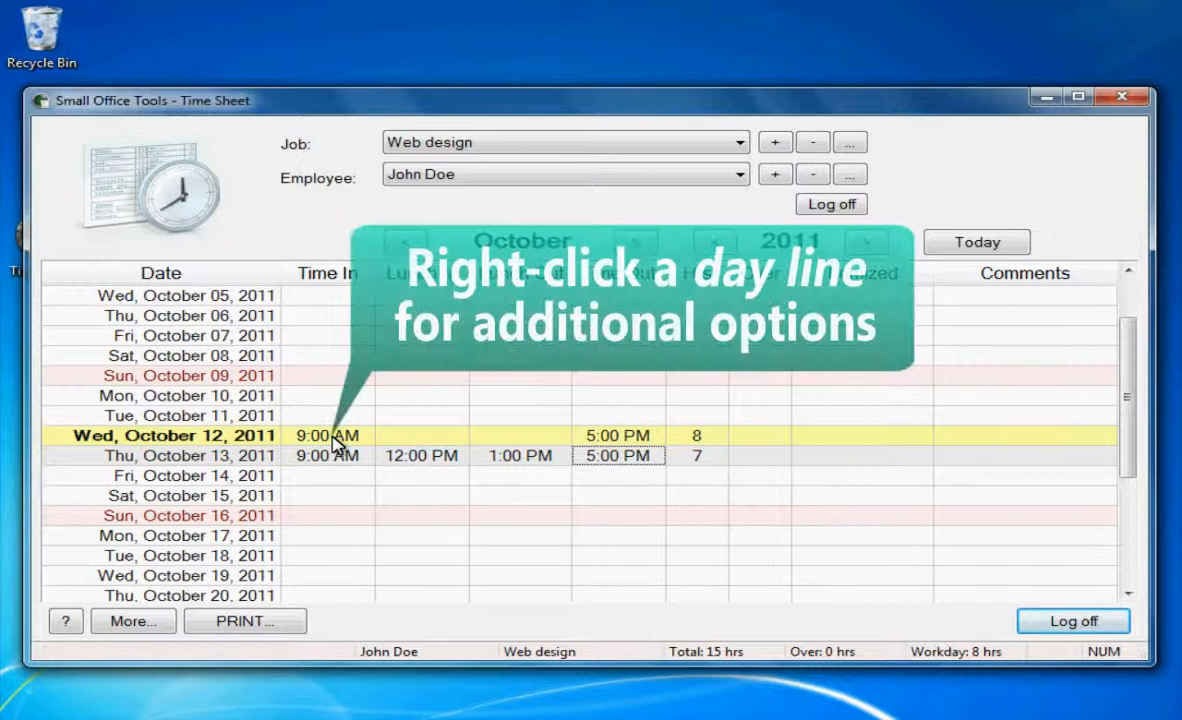 Recycle Bin
Small Office Tools - Time Sheet
Job: Web design + - ...
Employee: John Doe + - ...
Log off
October 2011 Today
Right-click a day line
for additional options
Date Time In Comments
Wed, October 05, 2011
Thu, October 06, 2011
Fri, October 07, 2011
Sat, October 08, 2011
Sun, October 09, 2011
Mon, October 10, 2011
Tue, October 11, 2011
Wed, October 12, 2011 9:00 AM 5:00 PM 8
Thu, October 13, 2011 9:00 AM 12:00 PM 1:00 PM 5:00 PM 7
Fri, October 14, 2011
Sat, October 15, 2011
Sun, October 16, 2011
Mon, October 17, 2011
Tue, October 18, 2011
Wed, October 19, 2011
Thu, October 20, 2011
? More... PRINT... Log off
John Doe Web design Total: 15 hrs Over: 0 hrs Workday: 8 hrs NUM